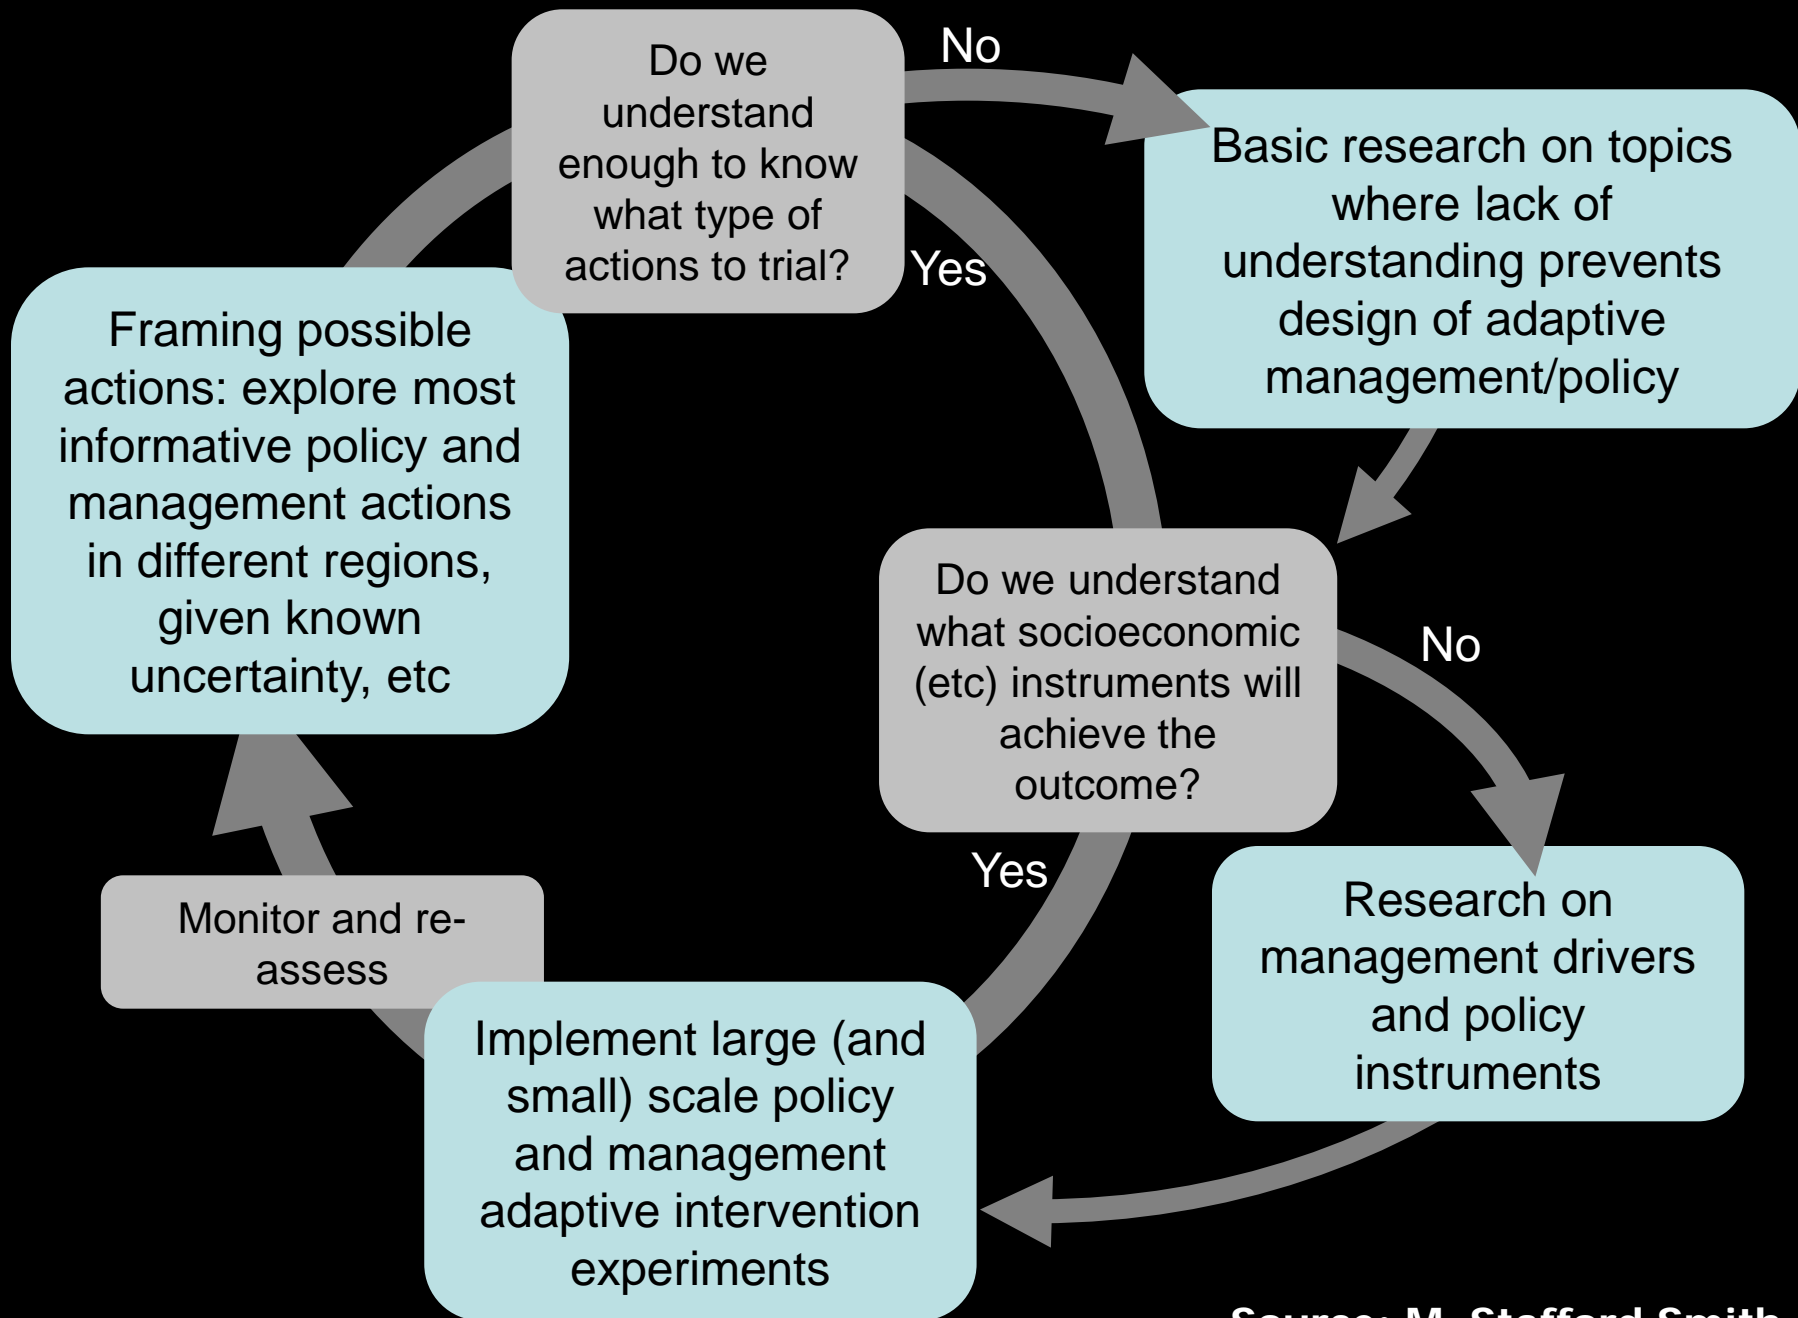 Do we
understand
enough to know
what type of
actions to trial?
No
Yes
Basic research on topics
where lack of
understanding prevents
design of adaptive
management/policy
Framing possible
actions: explore most
informative policy and
management actions
in different regions,
given known
uncertainty, etc
Do we understand
what socioeconomic
(etc) instruments will
achieve the
outcome?
No
Yes
Research on
management drivers
and policy
instruments
Monitor and re-
assess
Implement large (and
small) scale policy
and management
adaptive intervention
experiments
Source: M. Stafford Smith